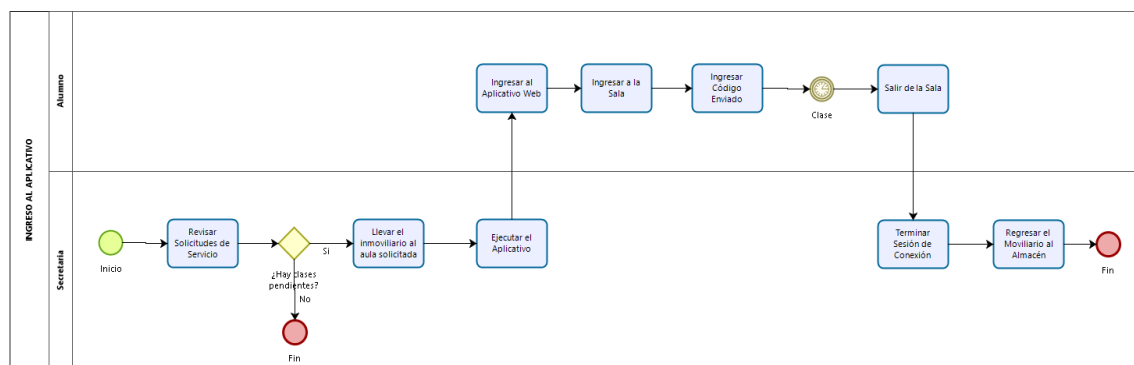 INGRESO AL APLICATIVO
Alumno
Ingresar al
Aplicativo Web
Ingresar a la
Sala
Ingresar
Código
Enviado
Clase
Salir de la Sala
Secretaria
Inicio
Revisar
Solicitudes de
Servicio
¿Hay clases
pendientes?
Si
No
Fin
Llevar el
inmoviliario al
aula solicitada
Ejecutar el
Aplicativo
Terminar
Sesión de
Conexión
Regresar el
Moviliario al
Almacén
Fin